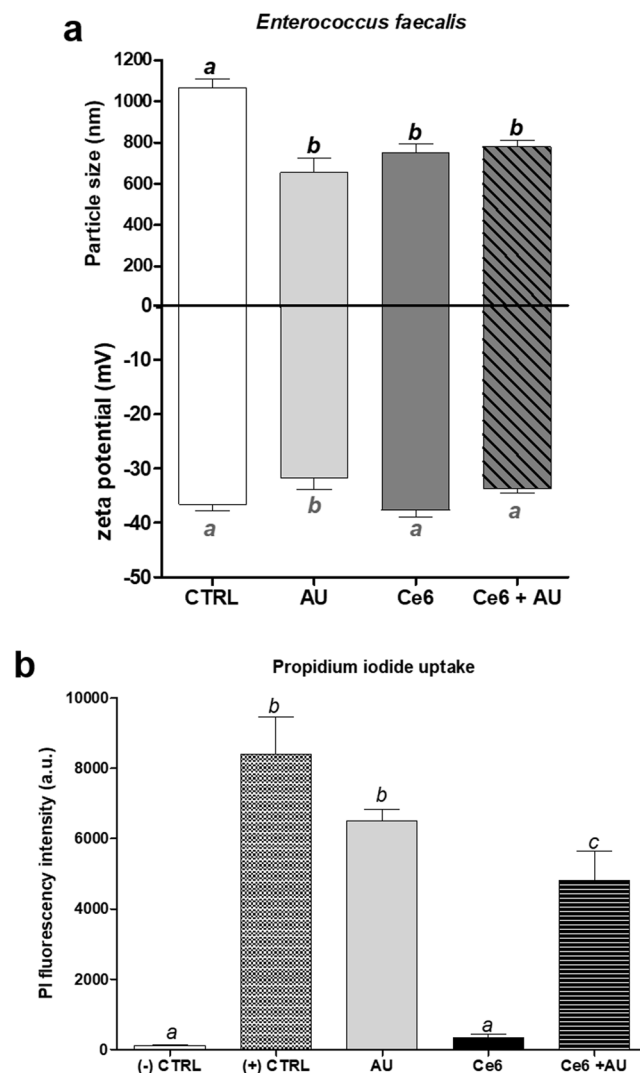 a
Enterococcus faecalis
Particle size (nm)
1200
1000
800
600
400
200
0
a
b
b
b
zeta potential (mV)
-10
-20
-30
-40
-50
a
b
a
a
CTRL AU Ce6 Ce6 + AU
b
Propidium iodide uptake
PI fluorescency intensity (a.u.)
10000
8000
6000
4000
2000
0
a
b
b
a
c
(-) CTRL (+) CTRL AU Ce6 Ce6 +AU